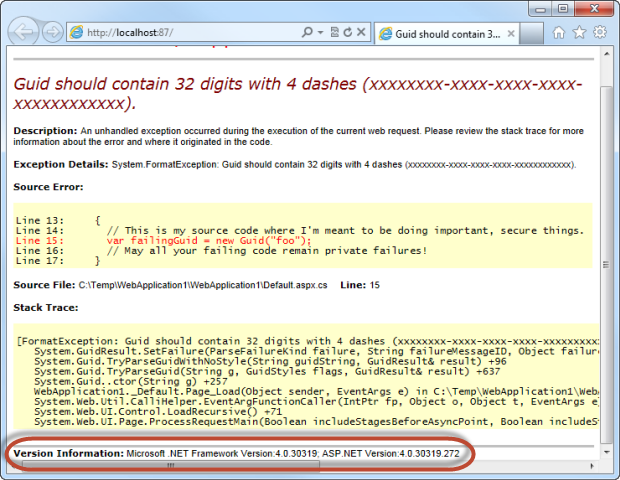 http://localhost:87/
Guid should contain 3...
Guid should contain 32 digits with 4 dashes (xxxxxxxx-xxxx-xxxx-xxxx-
xxxxxxxxxxxx).
Description: An unhandled exception occurred during the execution of the current web request. Please review the stack trace for more
information about the error and where it originated in the code.
Exception Details: System.FormatException: Guid should contain 32 digits with 4 dashes (xxxxxxxx-xxxx-xxxx-xxxx-xxxxxxxxxxxx).
Source Error:
Line 13:     {
Line 14:       // This is my source code where I'm meant to be doing important, secure things.
Line 15:       var failingGuid = new Guid("foo");
Line 16:       // May all your failing code remain private failures!
Line 17:     }
Source File: C:\Temp\WebApplication1\WebApplication1\Default.aspx.cs    Line: 15
Stack Trace:
[FormatException: Guid should contain 32 digits with 4 dashes (xxxxxxxx-xxxx-xxxx-xxxx-xxxxxxxxx
System.GuidResult.SetFailure(ParseFailureKind failure, String failureMessageID, Object failur
System.Guid.TryParseGuidWithNoStyle(String guidString, GuidResult& result) +96
System.Guid.TryParseGuid(String g, GuidStyles flags, GuidResult& result) +637
System.Guid..ctor(String g) +257
WebApplication1._Default.Page_Load(Object sender, EventArgs e) in C:\Temp\WebApplication1\Web
System.Web.Util.CalliHelper.EventArgFunctionCaller(IntPtr fp, Object o, Object t, EventArgs e
System.Web.UI.Control.LoadRecursive() +71
System.Web.UI.Page.ProcessRequestMain(Boolean includeStagesBeforeAsyncPoint, Boolean includeSt
Version Information: Microsoft .NET Framework Version:4.0.30319; ASP.NET Version:4.0.30319.272